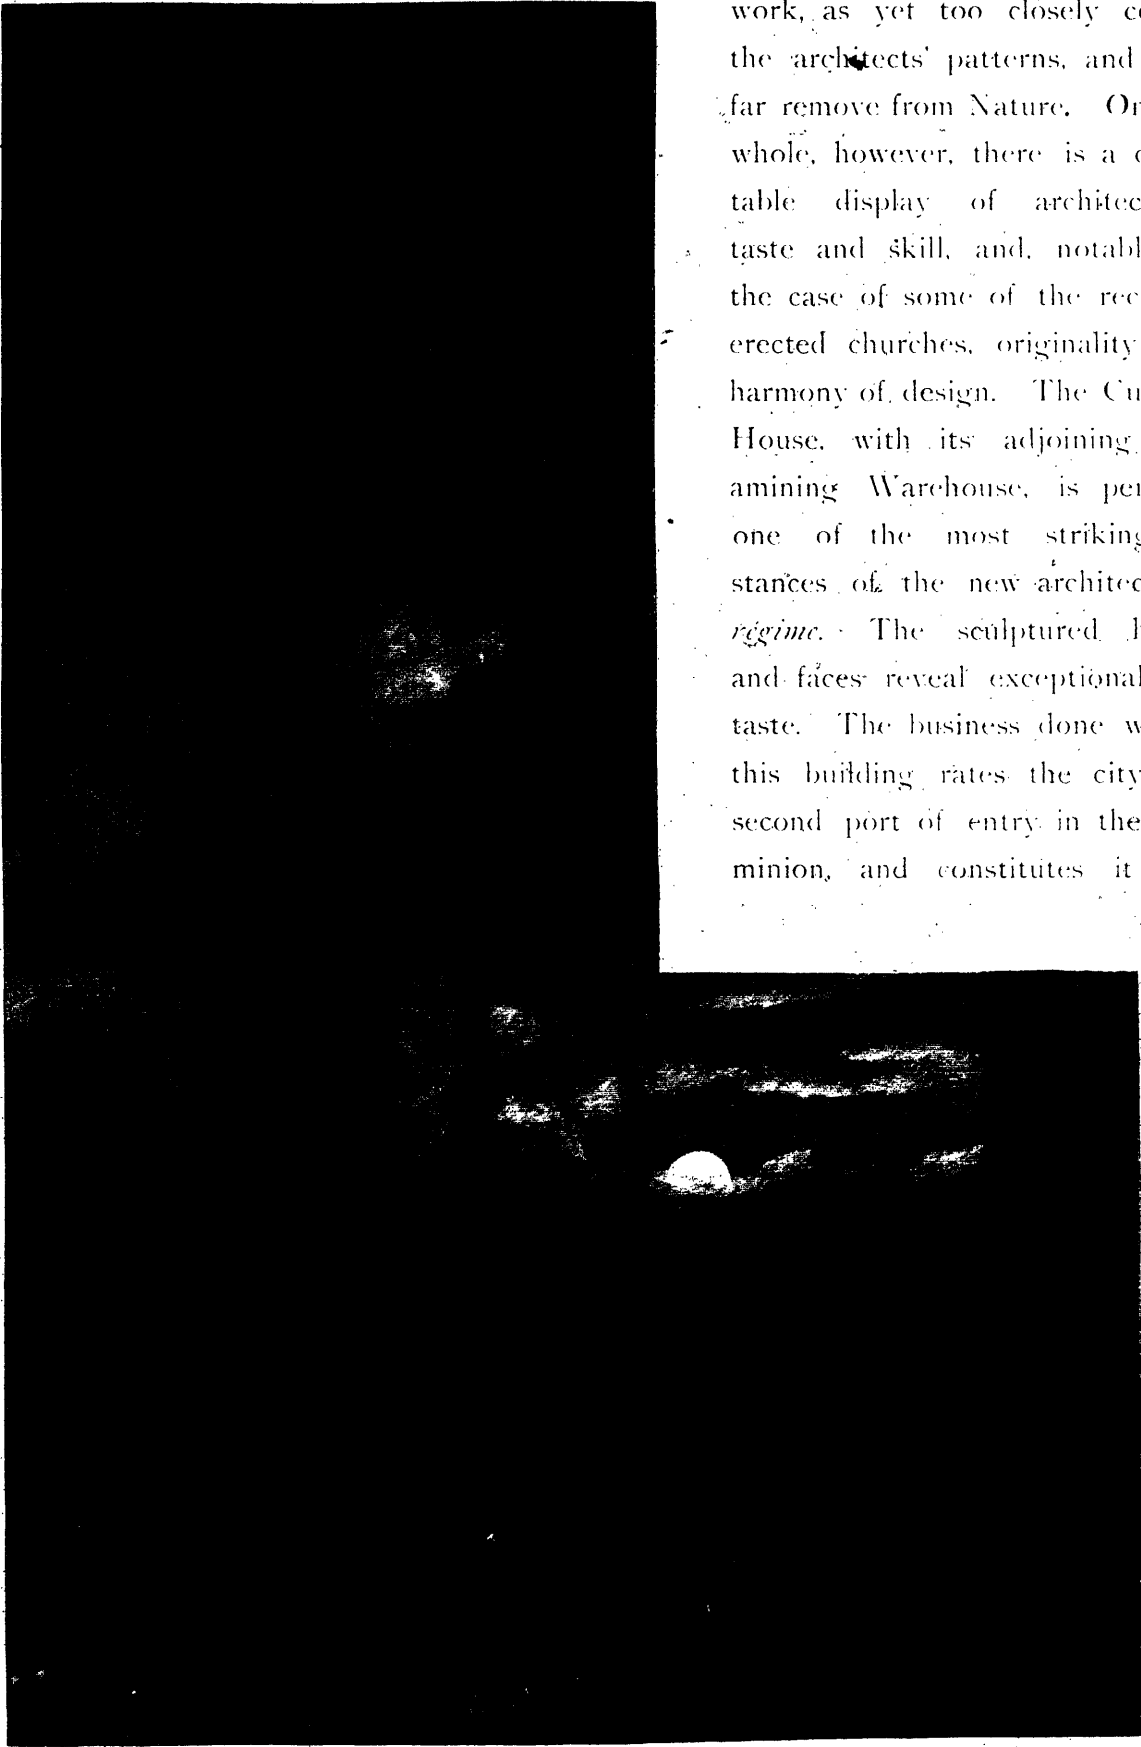 work, as yet too closely c
the architects' patterns, and
far remove from Nature. Or
whole, however, there is a c
table display of architec
taste and skill, and, notabl
the case of some of the rec
erected churches, originality
harmony of design. The Cu
House, with its adjoining
amining Warehouse, is per
one of the most striking
stances of the new architec
régime. The sculptured
and faces reveal exceptional
taste. The business done w
this building rates the city
second port of entry in the
minion, and constitutes it